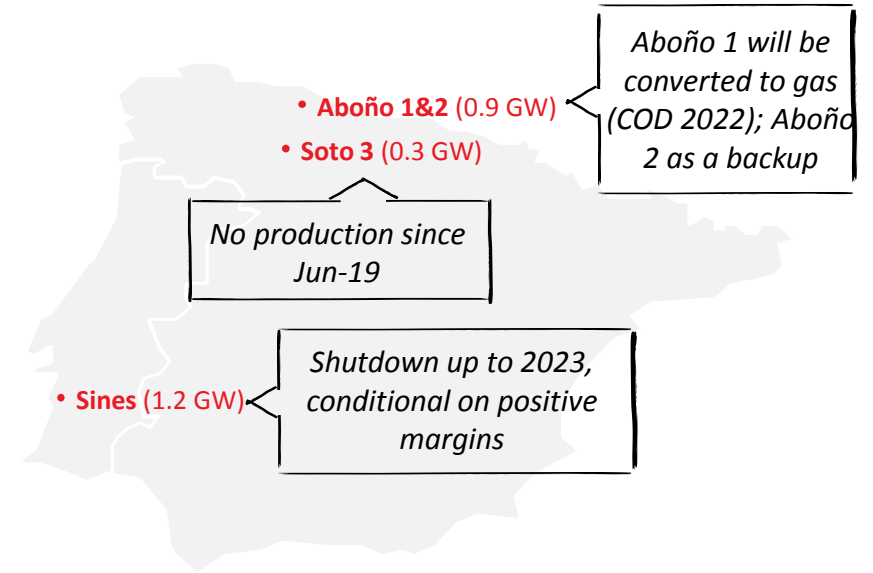 Aboño 1 will be
converted to gas
(COD 2022); Aboño
2 as a backup
• Aboño 1&2 (0.9 GW)
• Soto 3 (0.3 GW)
No production since
Jun-19
Shutdown up to 2023,
conditional on positive
margins
• Sines (1.2 GW)